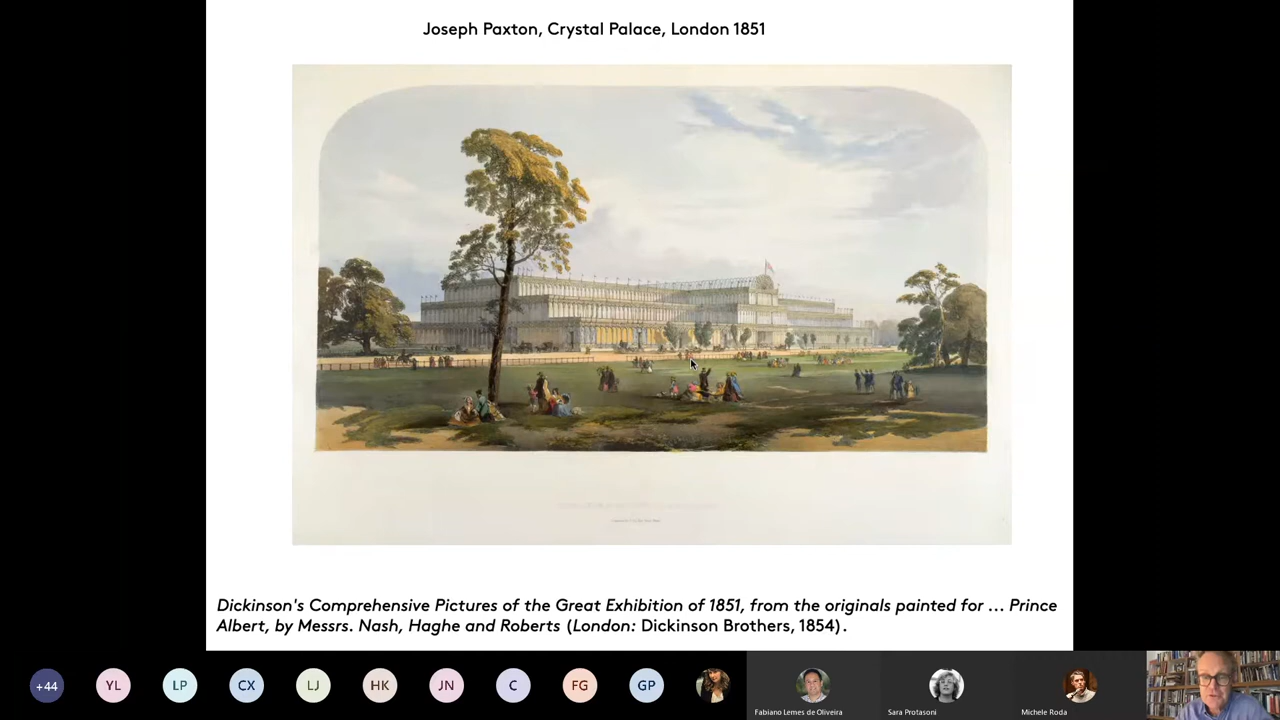 Joseph Paxton, Crystal Palace, London 1851
Dickinson's Comprehensive Pictures of the Great Exhibition of 1851, from the originals painted for ... Prince
Albert, by Messrs. Nash, Haghe and Roberts (London: Dickinson Brothers, 1854).
+44
YL
LP
CX
LJ
HK
JN
C
FG
GP
Fabiano Lemes de Oliveira
Sara Protasoni
Michele Roda